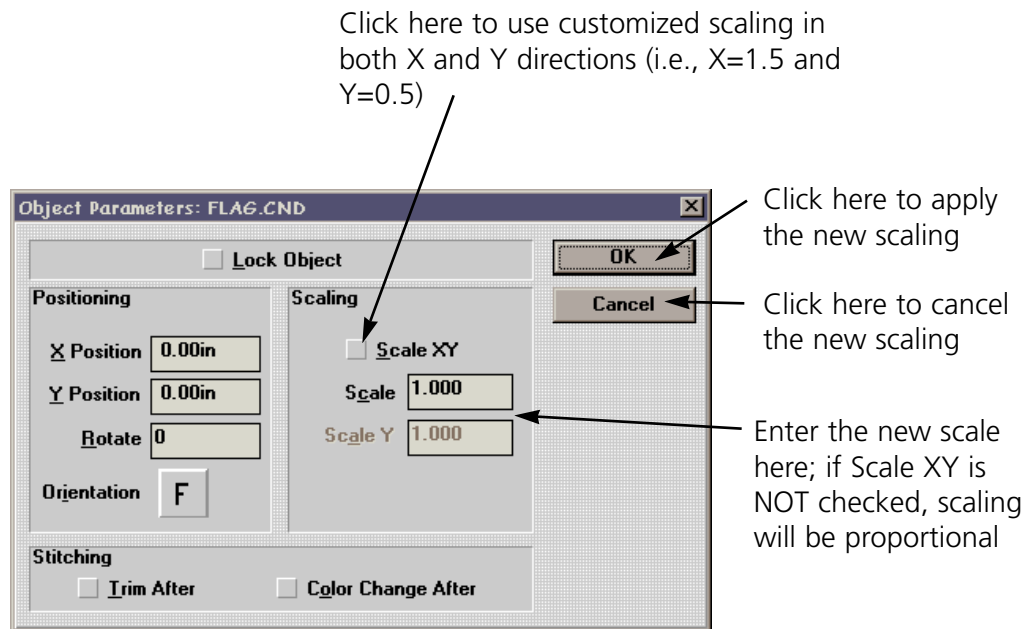 Click here to use customized scaling in
both X and Y directions (i.e., X=1.5 and
Y=0.5)
Object Parameters: FLAG.CND
Lock Object
OK
Cancel
Positioning
X Position 0.00in
Y Position 0.00in
Rotate 0
Orientation F
Scaling
Scale XY
Scale 1.000
Scale Y 1.000
Stitching
Trim After
Color Change After
Click here to apply
the new scaling
Click here to cancel
the new scaling
Enter the new scale
here; if Scale XY is
NOT checked, scaling
will be proportional